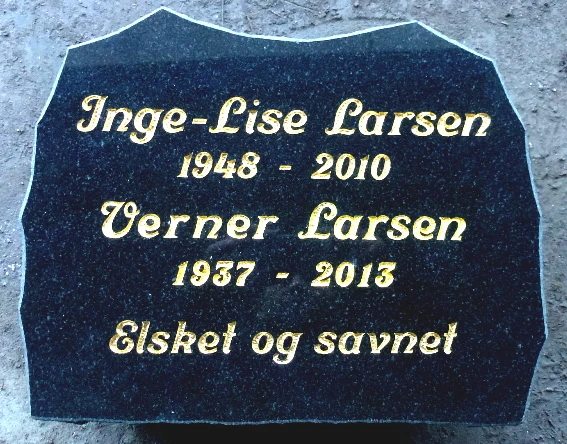 Inge-Lise Larsen
1948 - 2010
Verner Larsen
1937 - 2013
Elsket og savnet